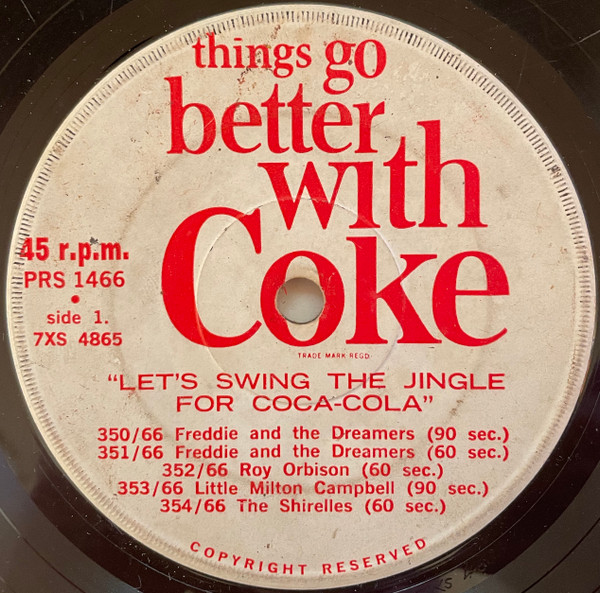 things go
better
with
Coke
45 r.p.m.
PRS 1466
•
side 1.
7XS 4865
TRADE MARK REGD
“LET'S SWING THE JINGLE
FOR COCA-COLA”
350/66 Freddie and the Dreamers (90 sec.)
351/66 Freddie and the Dreamers (60 sec.)
352/66 Roy Orbison (60 sec.)
353/66 Little Milton Campbell (90 sec.)
354/66 The Shirelles (60 sec.)
COPYRIGHT RESERVED